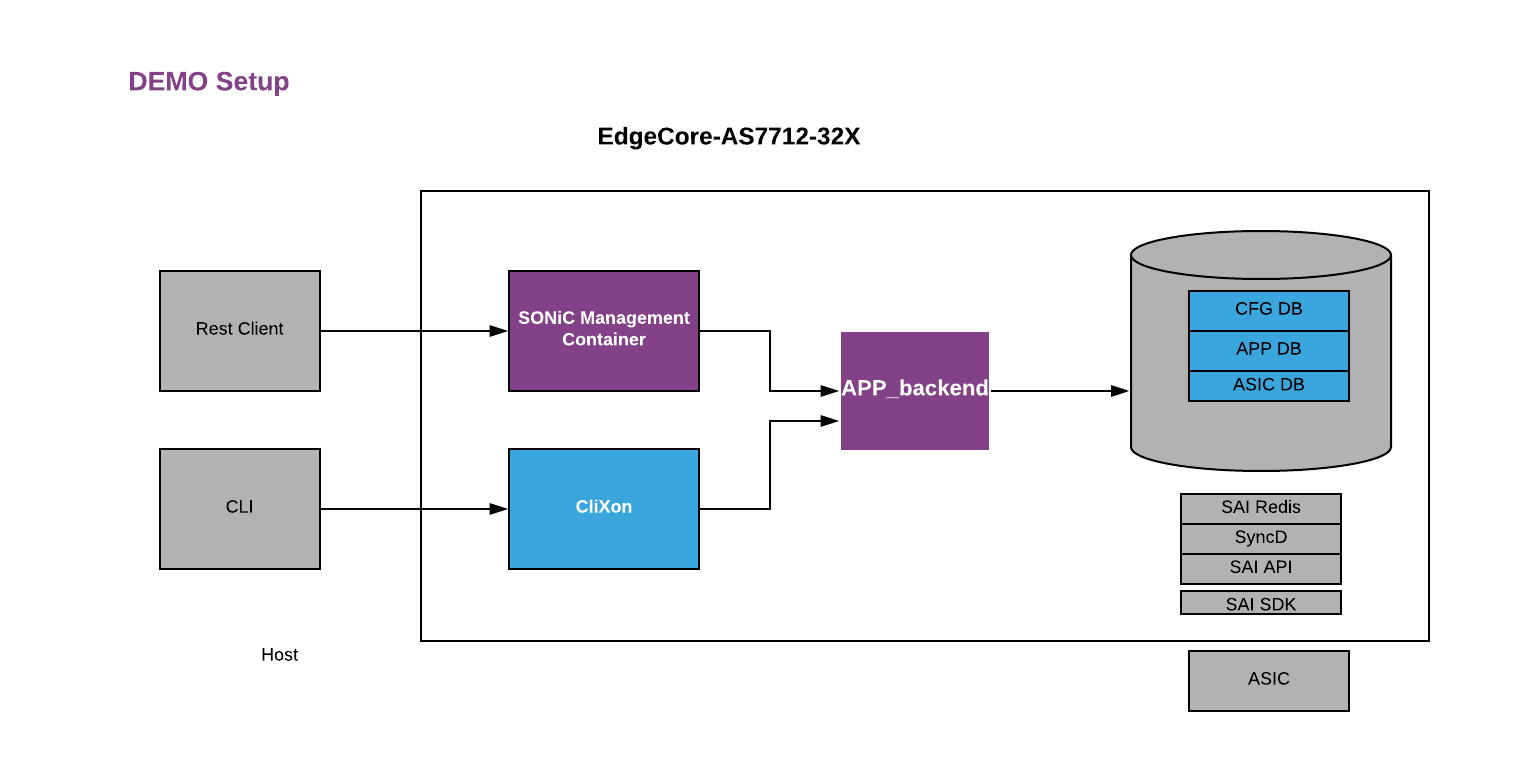 DEMO Setup
EdgeCore-AS7712-32X
Rest Client
SONiC Management
Container
APP_backend
CFG DB
APP DB
ASIC DB
CLI
CliXon
SAI Redis
SyncD
SAI API
SAI SDK
Host
ASIC